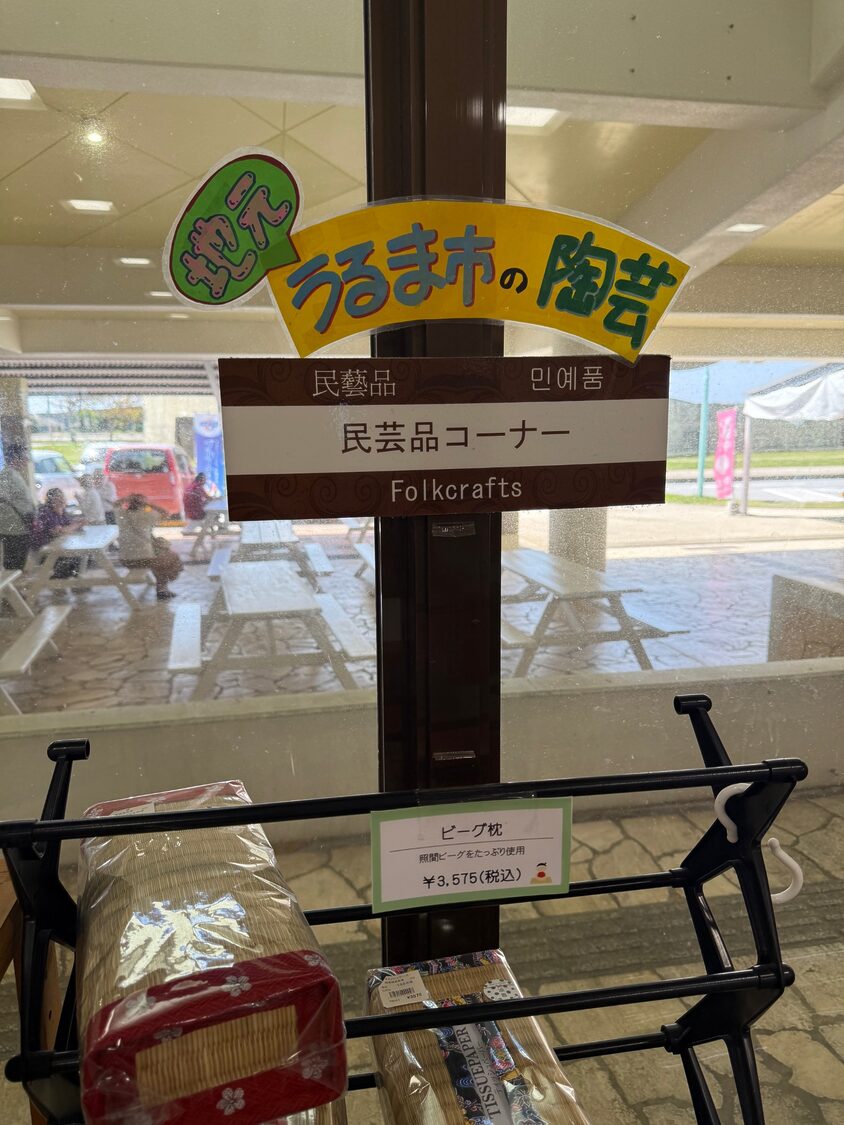 地元
うるま市の陶芸
民藝品 민예품
民芸品コーナー
Folkcrafts
ビーグ枕
照間ビーグをたっぷり使用
¥3,575(税込)
TISSUEPAPER